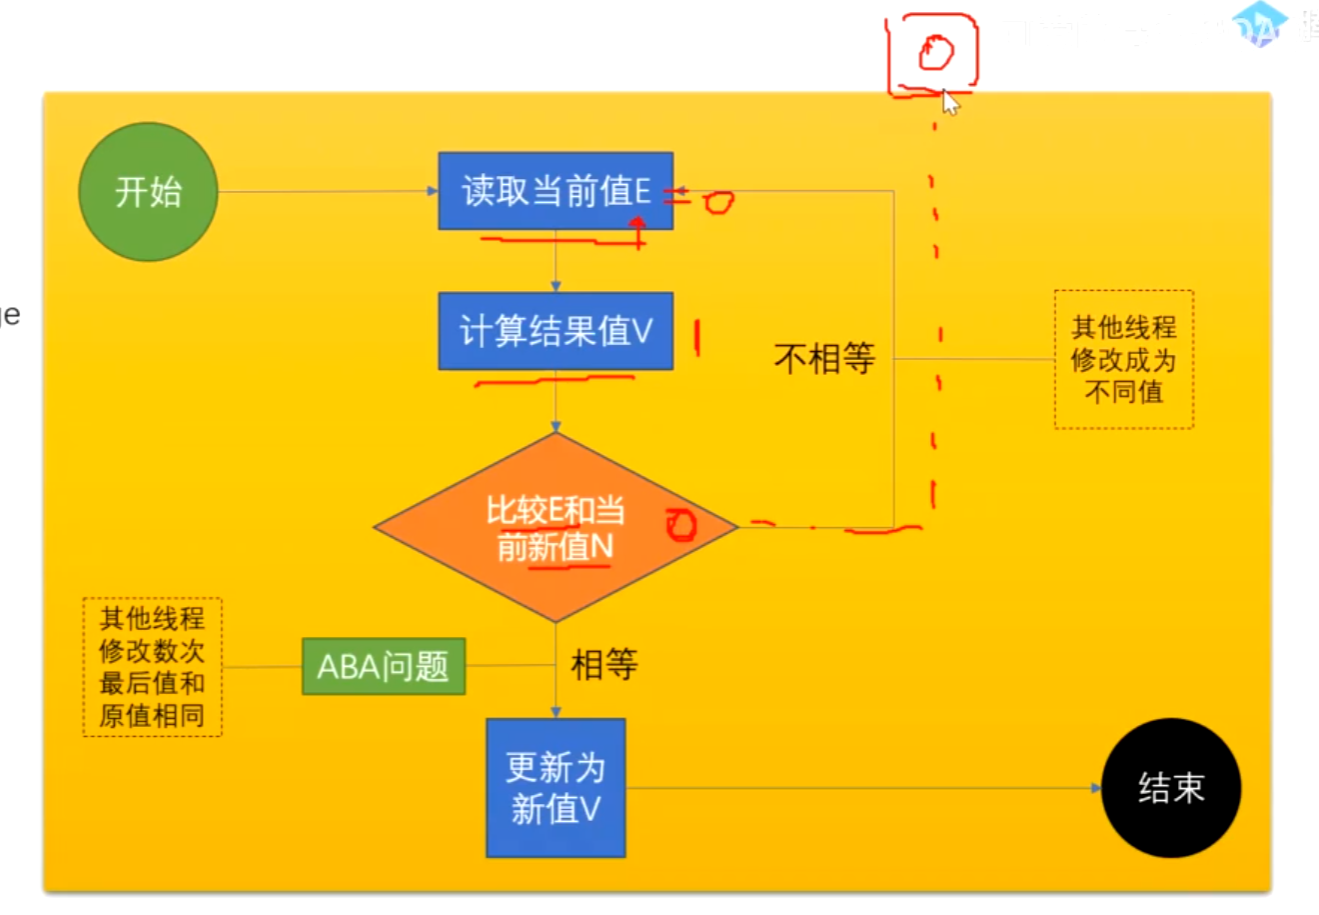 开始
读取当前值E
= 0
ge
计算结果值V
1
不相等
其他线程
修改成为
不同值
比较E和当
前新值N
0
其他线程
修改数次
最后值和
原值相同
ABA问题
相等
更新为
新值V
结束